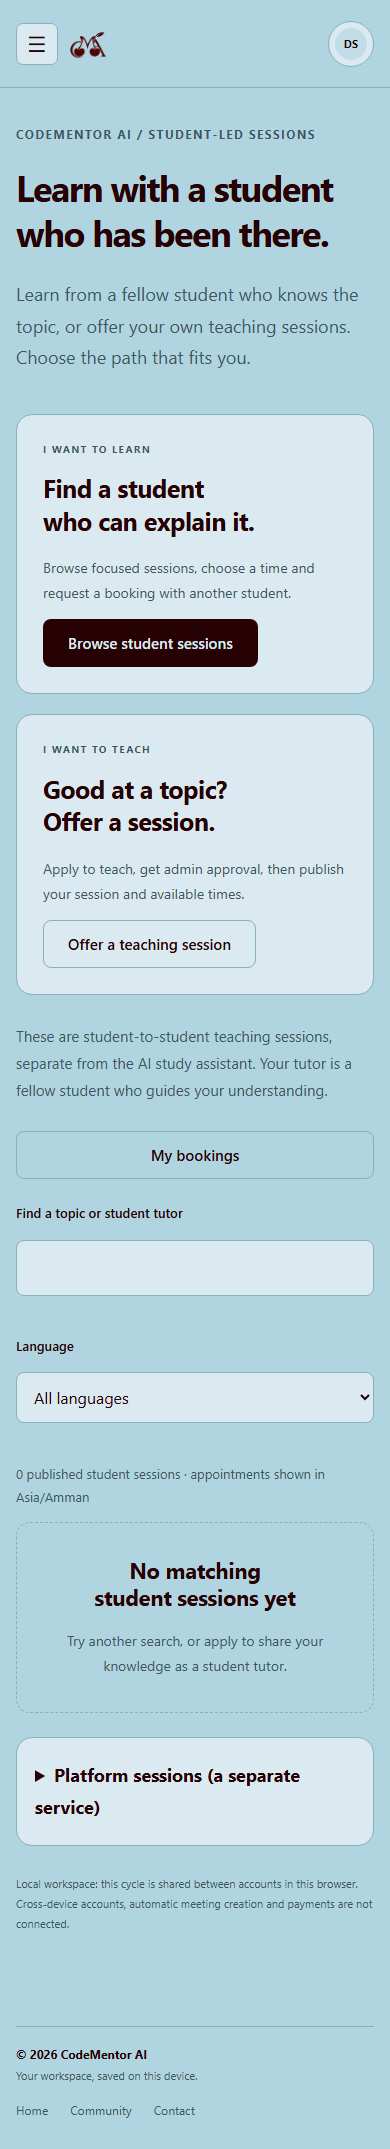 ☰
DS
CODEMENTOR AI / STUDENT-LED SESSIONS
Learn with a student
who has been there.
Learn from a fellow student who knows the
topic, or offer your own teaching sessions.
Choose the path that fits you.
I WANT TO LEARN
Find a student
who can explain it.
Browse focused sessions, choose a time and
request a booking with another student.
Browse student sessions
I WANT TO TEACH
Good at a topic?
Offer a session.
Apply to teach, get admin approval, then publish
your session and available times.
Offer a teaching session
These are student-to-student teaching sessions,
separate from the AI study assistant. Your tutor is a
fellow student who guides your understanding.
My bookings
Find a topic or student tutor
Language
All languages
0 published student sessions · appointments shown in
Asia/Amman
No matching
student sessions yet
Try another search, or apply to share your
knowledge as a student tutor.
▶ Platform sessions (a separate
service)
Local workspace: this cycle is shared between accounts in this browser.
Cross-device accounts, automatic meeting creation and payments are not
connected.
© 2026 CodeMentor AI
Your workspace, saved on this device.
Home Community Contact